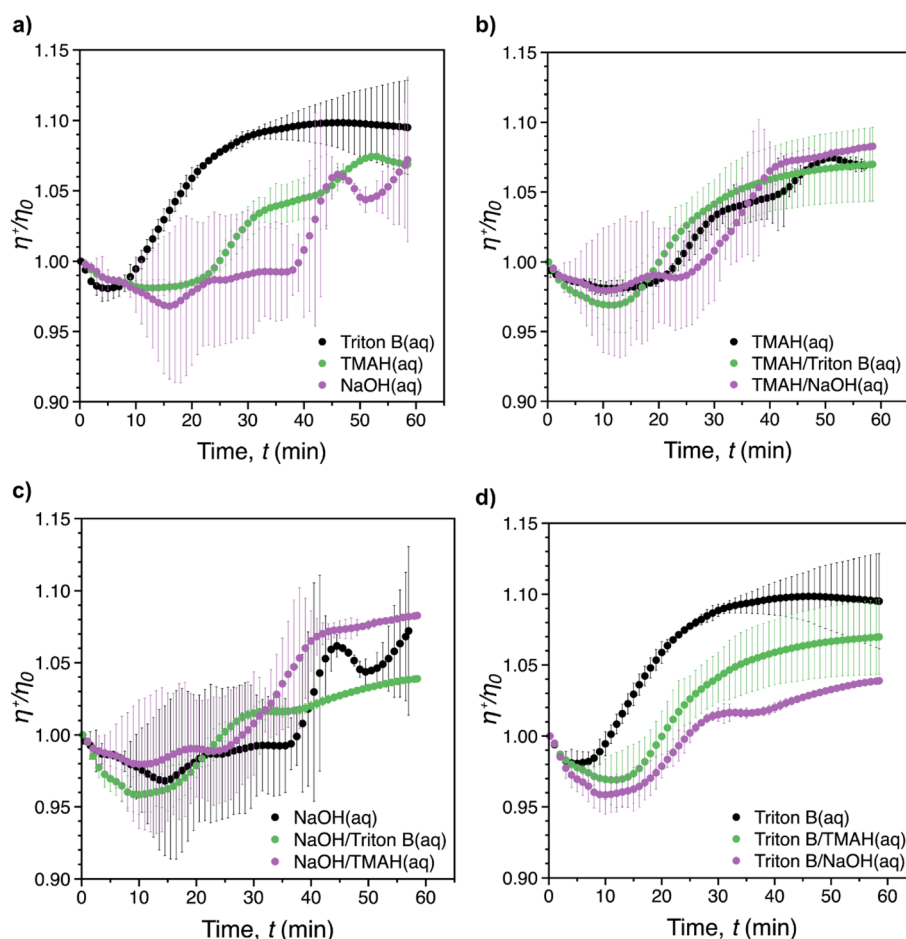 a)
η⁺/η₀
1.15
1.10
1.05
1.00
0.95
0.90
0 10 20 30 40 50 60
Time, t (min)
Triton B(aq)
TMAH(aq)
NaOH(aq)
b)
η⁺/η₀
1.15
1.10
1.05
1.00
0.95
0.90
0 10 20 30 40 50 60
Time, t (min)
TMAH(aq)
TMAH/Triton B(aq)
TMAH/NaOH(aq)
c)
η⁺/η₀
1.15
1.10
1.05
1.00
0.95
0.90
0 10 20 30 40 50 60
Time, t (min)
NaOH(aq)
NaOH/Triton B(aq)
NaOH/TMAH(aq)
d)
η⁺/η₀
1.15
1.10
1.05
1.00
0.95
0.90
0 10 20 30 40 50 60
Time, t (min)
Triton B(aq)
Triton B/TMAH(aq)
Triton B/NaOH(aq)